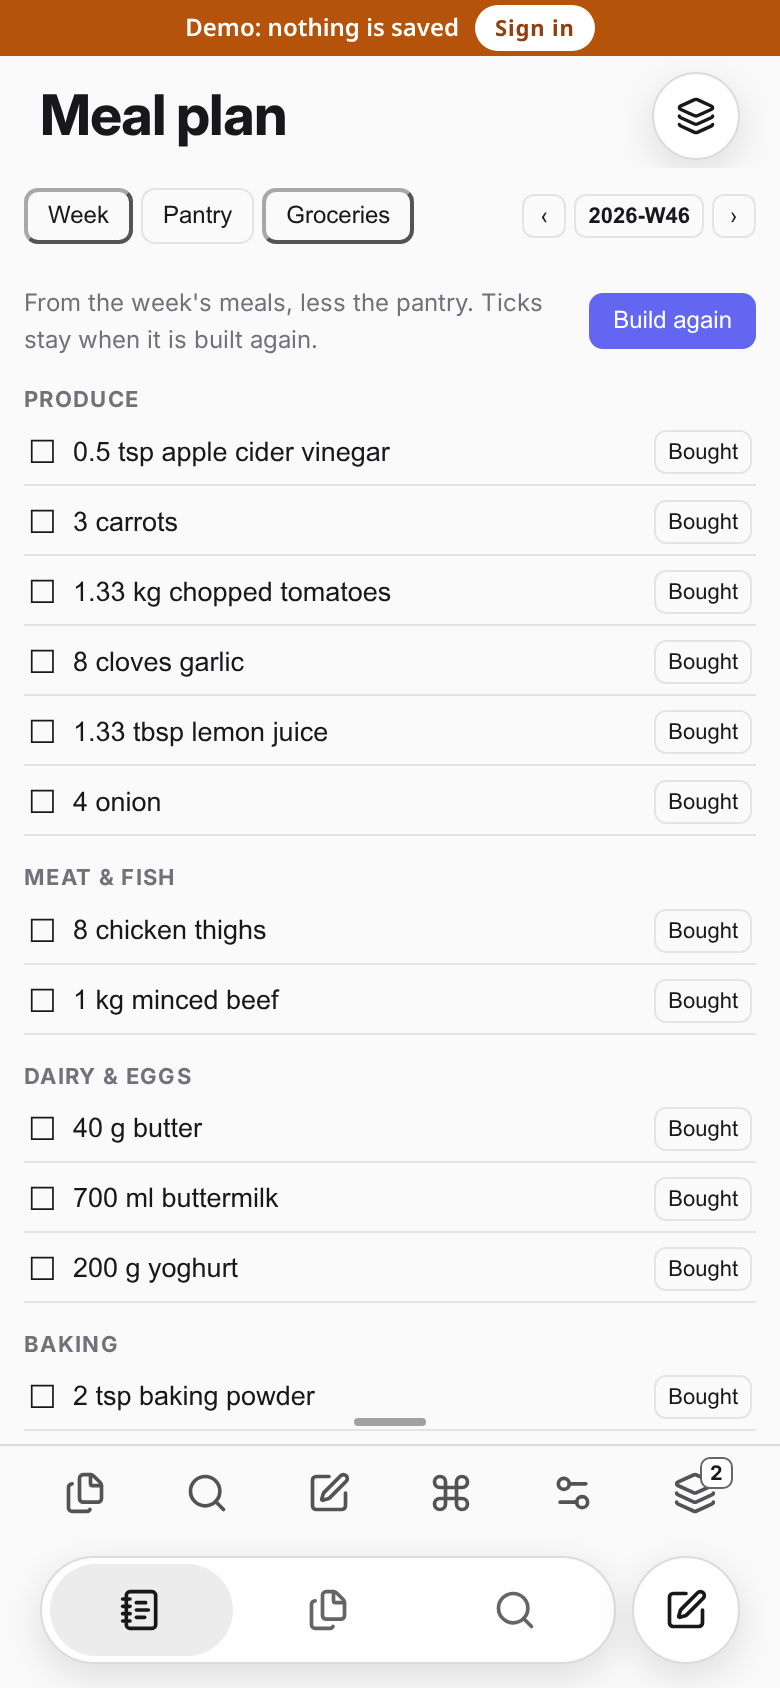 Demo: nothing is saved Sign in
Meal plan
Week Pantry Groceries ‹ 2026-W46 ›
From the week's meals, less the pantry. Ticks
stay when it is built again.
Build again
PRODUCE
0.5 tsp apple cider vinegar Bought
3 carrots Bought
1.33 kg chopped tomatoes Bought
8 cloves garlic Bought
1.33 tbsp lemon juice Bought
4 onion Bought
MEAT & FISH
8 chicken thighs Bought
1 kg minced beef Bought
DAIRY & EGGS
40 g butter Bought
700 ml buttermilk Bought
200 g yoghurt Bought
BAKING
2 tsp baking powder Bought
2